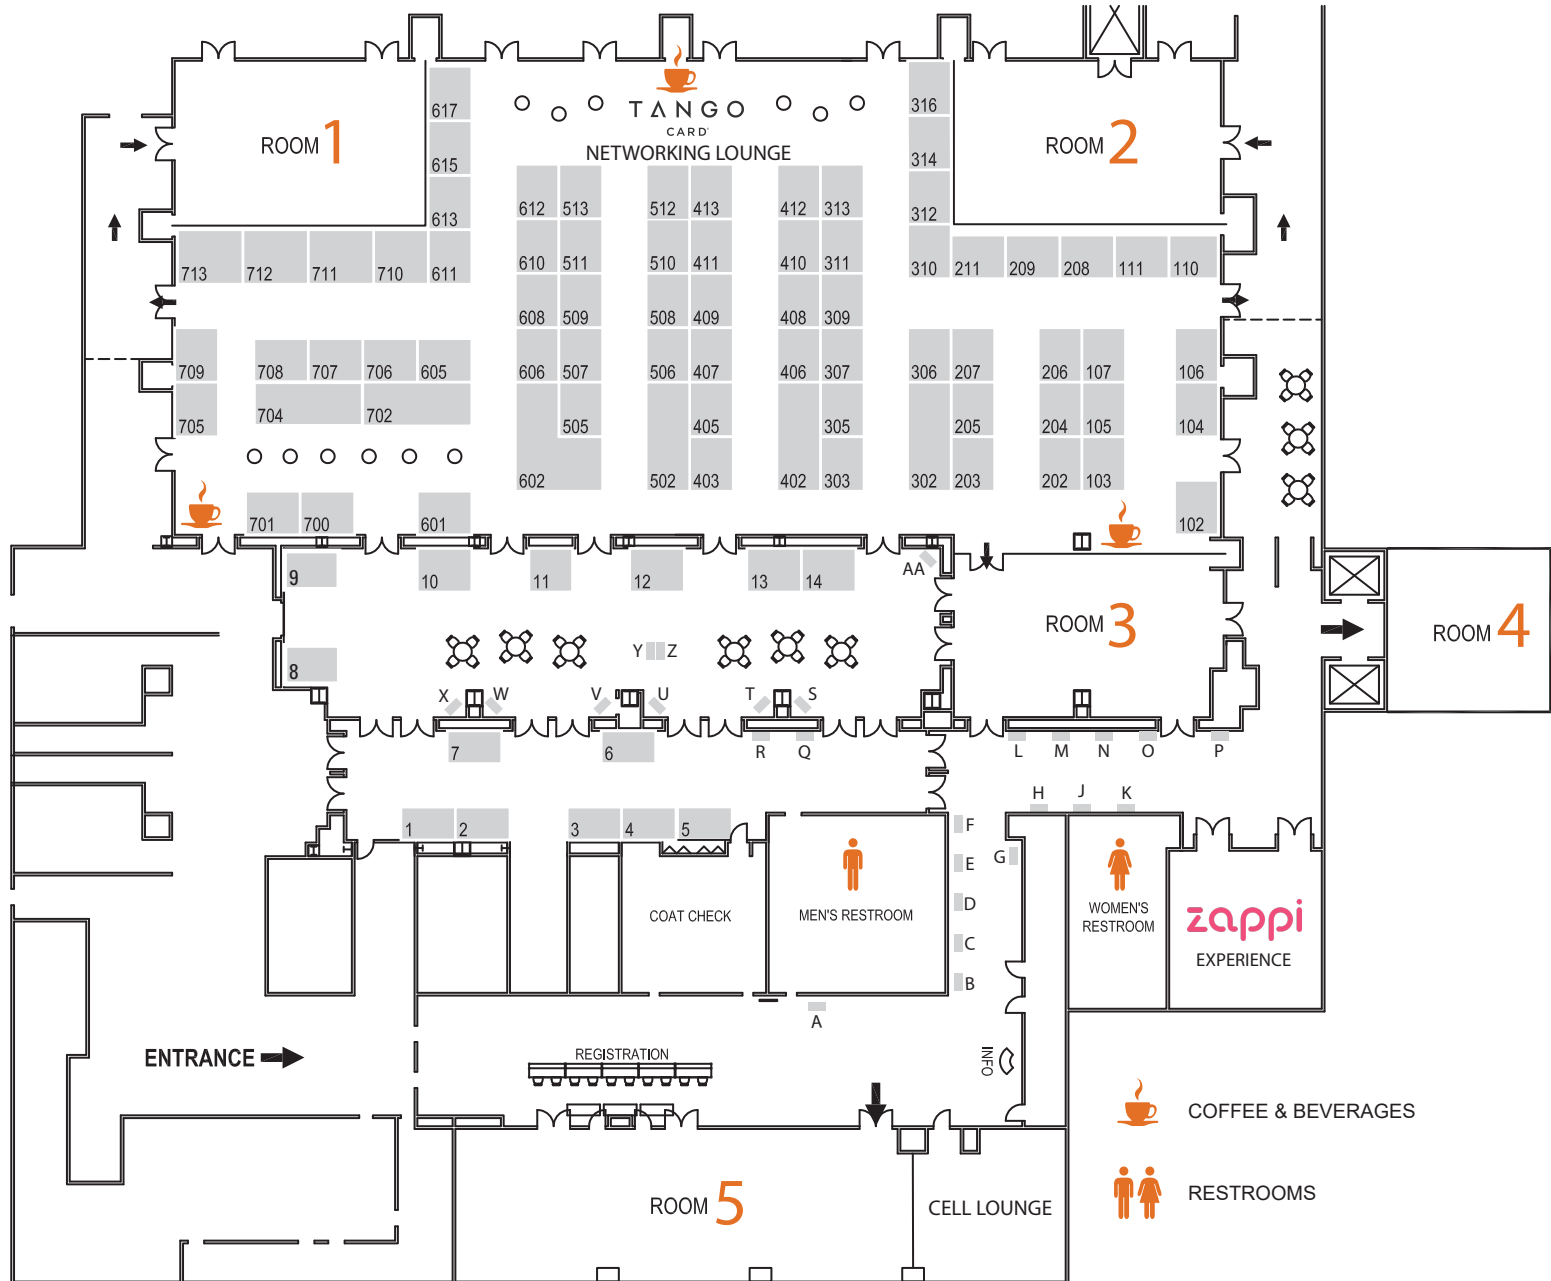 617
316
TANGO
CARD
NETWORKING LOUNGE
ROOM 1
ROOM 2
615
314
613
612 513 512 413 412 313
312
713 712 711 710 611
610 511 510 411 410 311
310 211 209 208 111 110
608 509 508 409 408 309
709
708 707 706 605
606 507 506 407 406 307 306 207 206 107 106
705
704 702
505 405 305 205 204 105 104
602 502 403 402 303 302 203 202 103
701 700 601
102
9 10 11 12 13 14
AA
ROOM 3
ROOM 4
Y Z
8
X W V U T S
7 6
R Q L M N O P
H J K
1 2 3 4 5
F
E G
D
C
B
A
COAT CHECK
MEN'S RESTROOM
WOMEN'S
RESTROOM
zappi
EXPERIENCE
ENTRANCE
REGISTRATION
INFO
COFFEE & BEVERAGES
RESTROOMS
ROOM 5
CELL LOUNGE